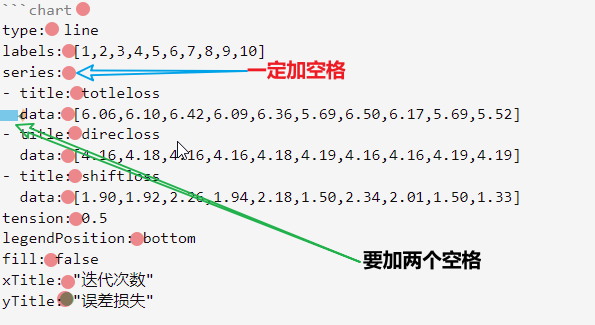 ```chart
type: line
labels: [1,2,3,4,5,6,7,8,9,10]
series: 一定加空格
- title: totleloss
  data: [6.06,6.10,6.42,6.09,6.36,5.69,6.50,6.17,5.69,5.52]
- title: direcloss
  data: [4.16,4.18,4.16,4.16,4.18,4.19,4.16,4.16,4.19,4.19]
- title: shiftloss
  data: [1.90,1.92,2.26,1.94,2.18,1.50,2.34,2.01,1.50,1.33]
tension: 0.5
legendPosition: bottom
要加两个空格
fill: false
xTitle: "迭代次数"
yTitle: "误差损失"